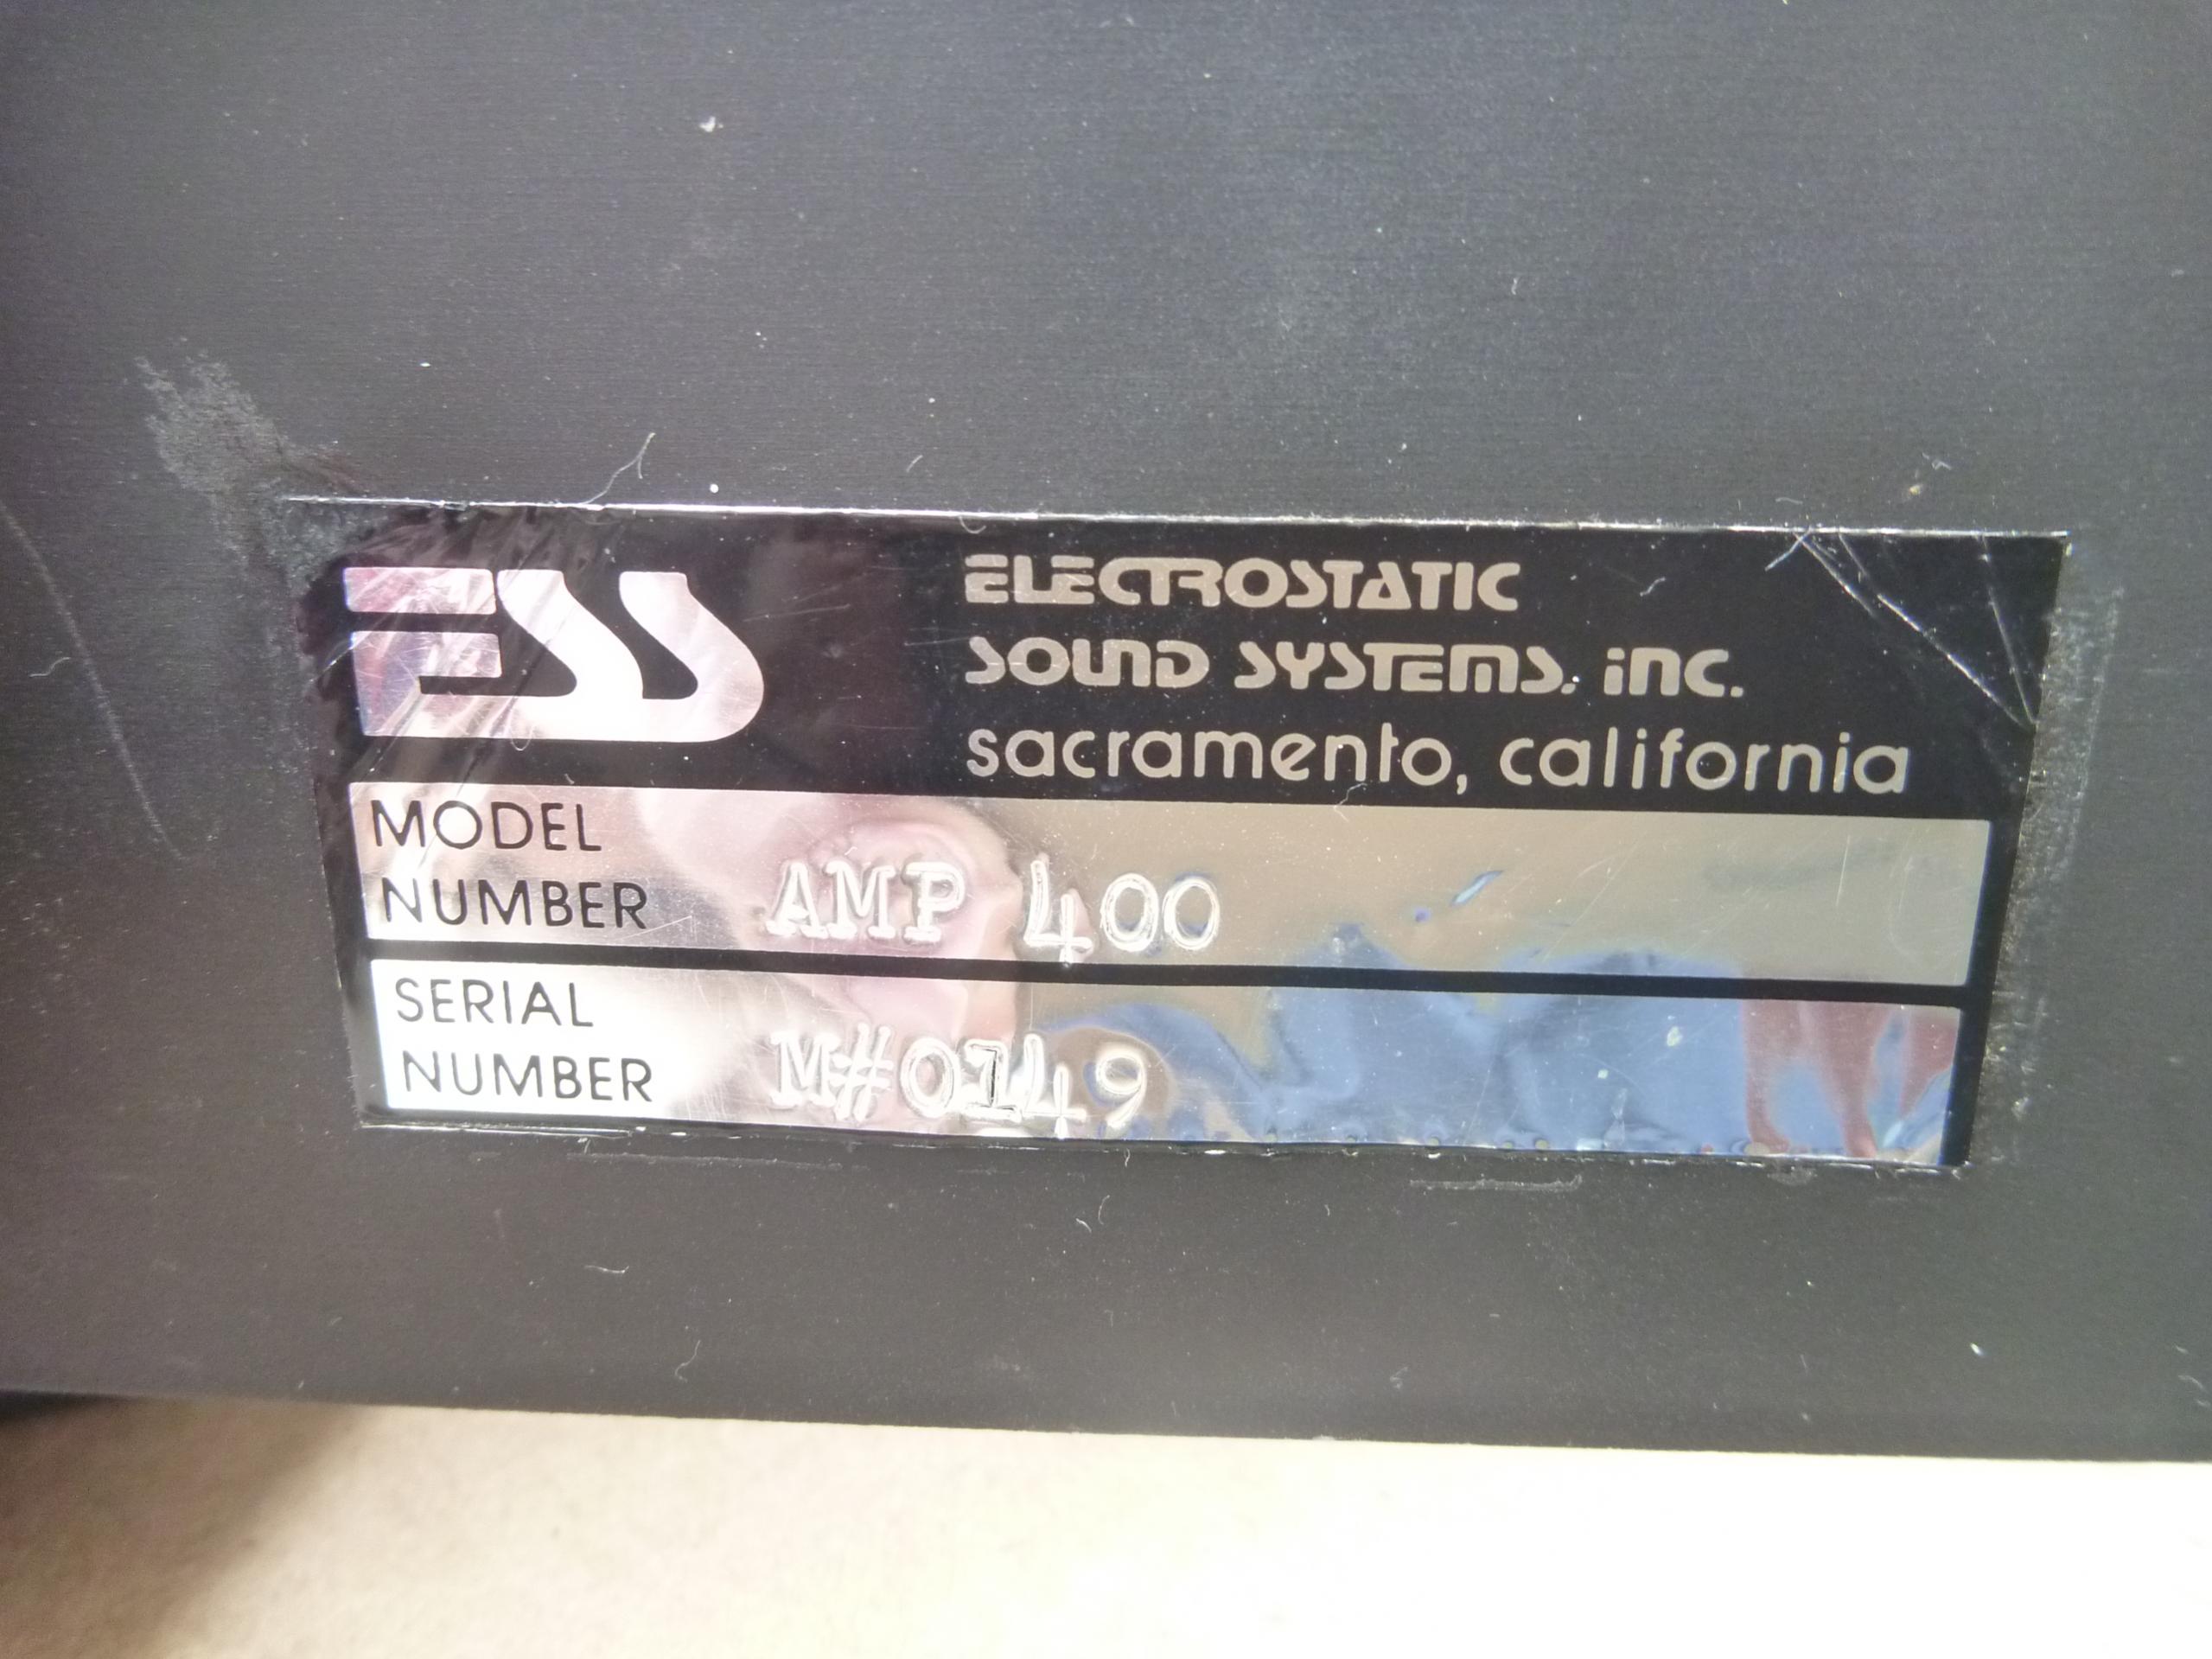 ESS
ELECTROSTATIC
SOUND SYSTEMS. inc.
sacramento, california
MODEL
NUMBER AMP 400
SERIAL
NUMBER M#0149